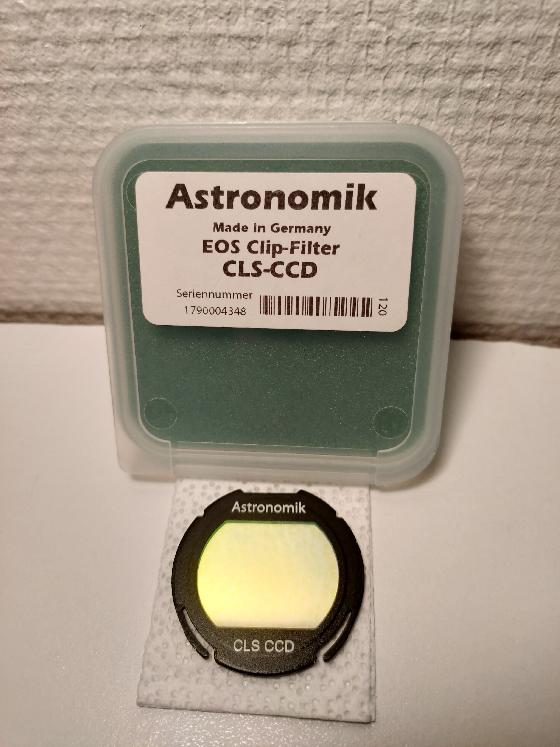 Astronomik
Made in Germany
EOS Clip-Filter
CLS-CCD
Seriennummer
1790004348
120
Astronomik
CLS CCD